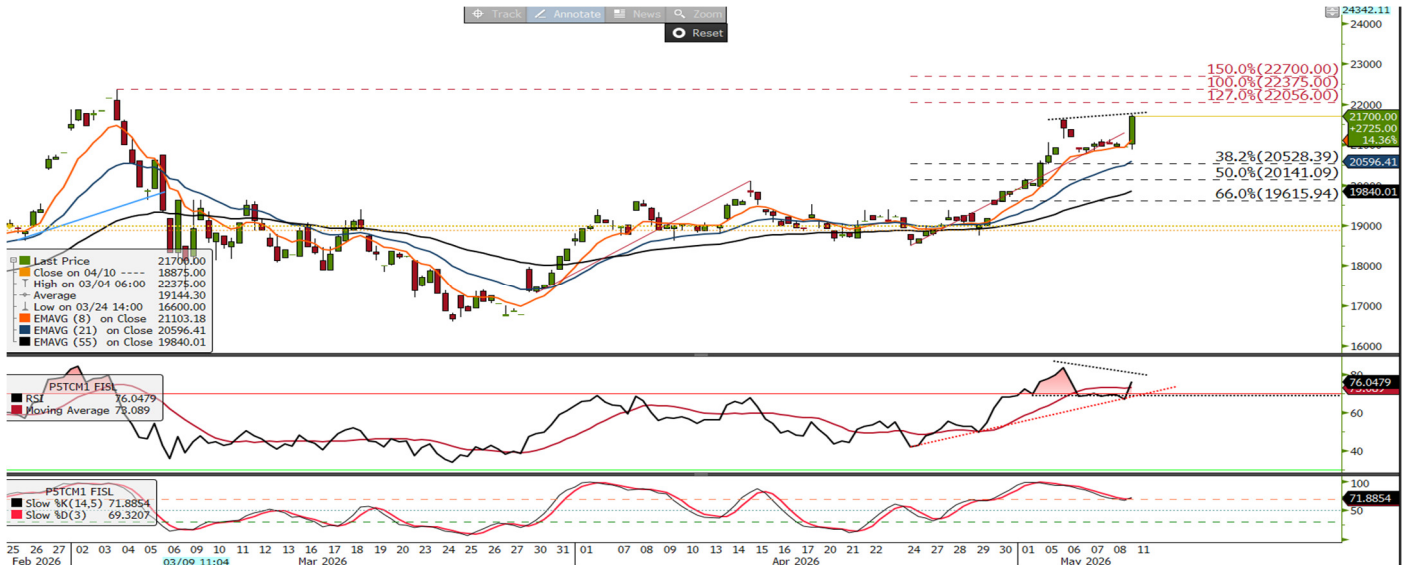 Track Annotate News Zoom
Reset
24342.11
24000
23000
22000
20000
19000
18000
17000
16000
150.0%(22700.00)
100.0%(22375.00)
127.0%(22056.00)
21700.00
+2725.00
14.36%
38.2%(20528.39)
20596.41
50.0%(20141.09)
66.0%(19615.94)
19840.01
Last Price 21700.00
Close on 04/10 ---- 18875.00
High on 03/04 06:00 22375.00
Average 19144.30
Low on 03/24 14:00 16600.00
EMAVG (8) on Close 21103.18
EMAVG (21) on Close 20596.41
EMAVG (55) on Close 19840.01
P5TCM1 FISL
RSI 76.0479
Moving Average 73.089
76.0479
60
40
P5TCM1 FISL
Slow %K(14,5) 71.8854
Slow %D(3) 69.3207
100
71.8854
50
0
25 26 27 02 03 04 05 06 09 10 11 12 13 16 17 18 19 20 23 24 25 26 27 30 31 01 07 08 09 10 13 14 15 16 17 20 21 22 24 27 28 29 30 01 05 06 07 08 11
Feb 2026 03/09 11:04 Mar 2026 Apr 2026 May 2026